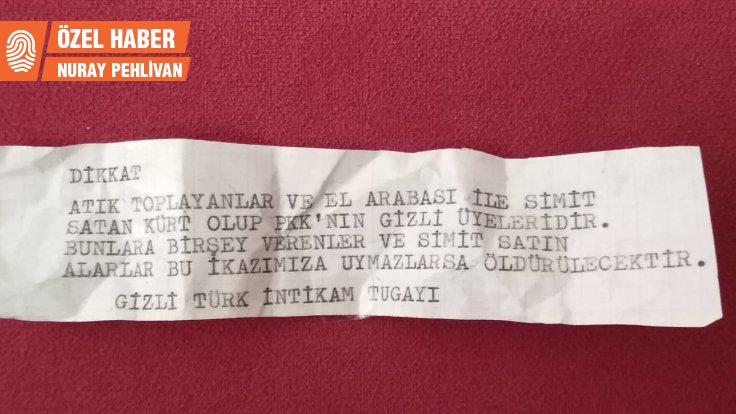 ÖZEL HABER
NURAY PEHLİVAN
DİKKAT
ATIK TOPLAYANLAR VE EL ARABASI İLE SİMİT
SATAN KÜRT OLUP PKK'NIN GİZLİ ÜYELERİDİR.
BUNLARA BİRŞEY VERENLER VE SİMİT SATIN
ALARLAR BU İKAZIMIZA UYMAZLARSA ÖLDÜRÜLECEKTİR.
GİZLİ TÜRK İNTİKAM TUGAYI